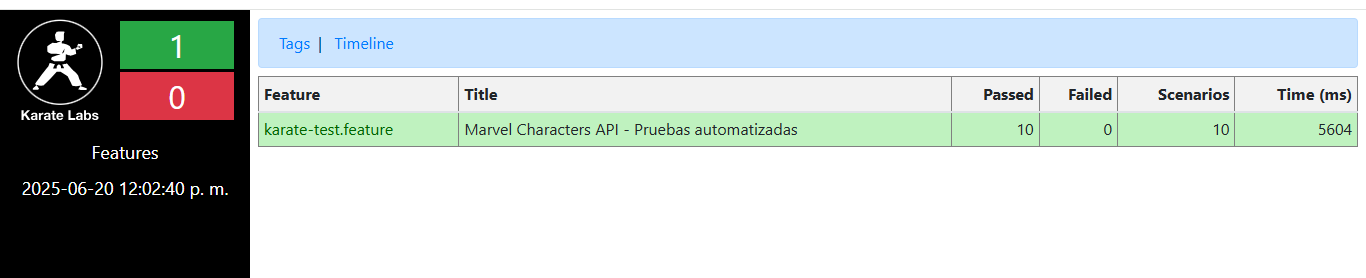 Karate Labs
1
0
Features
2025-06-20 12:02:40 p. m.
Tags | Timeline
Feature Title Passed Failed Scenarios Time (ms)
karate-test.feature Marvel Characters API - Pruebas automatizadas 10 0 10 5604